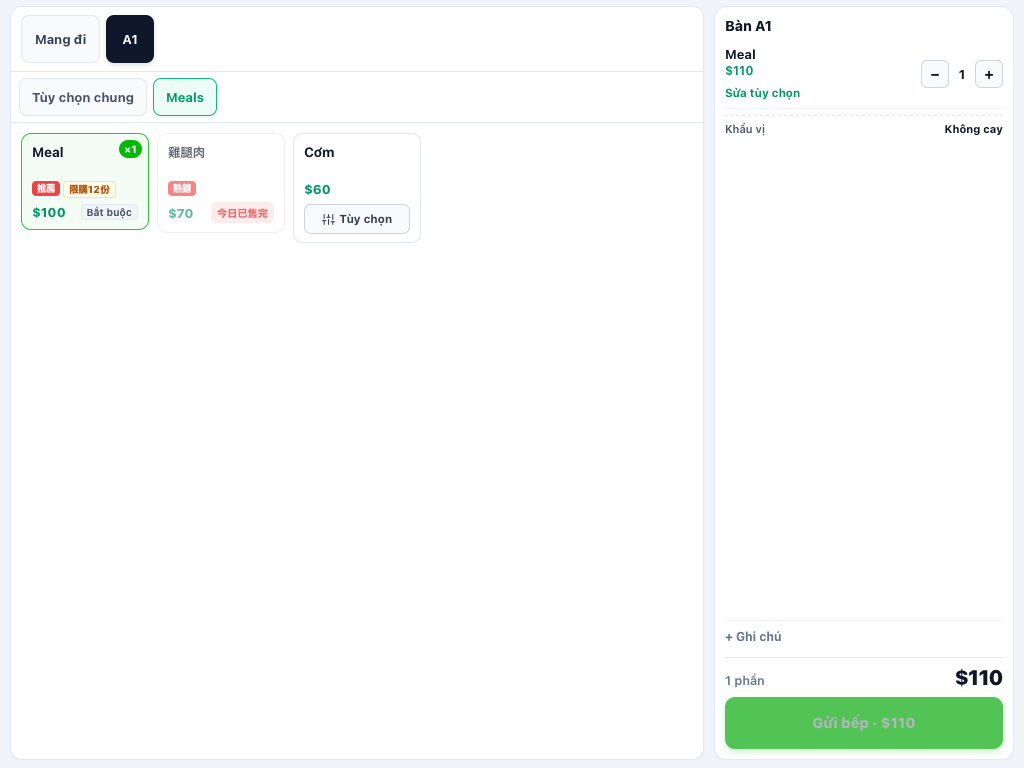 Mang đi
A1
Tùy chọn chung
Meals
Meal
×1
推薦
限購12份
$100
Bắt buộc
雞腿肉
熱銷
$70
今日已售完
Cơm
$60
Tùy chọn
Bàn A1
Meal
$110
Sửa tùy chọn
− 1 +
Khẩu vị
Không cay
+ Ghi chú
1 phần
$110
Gửi bếp · $110